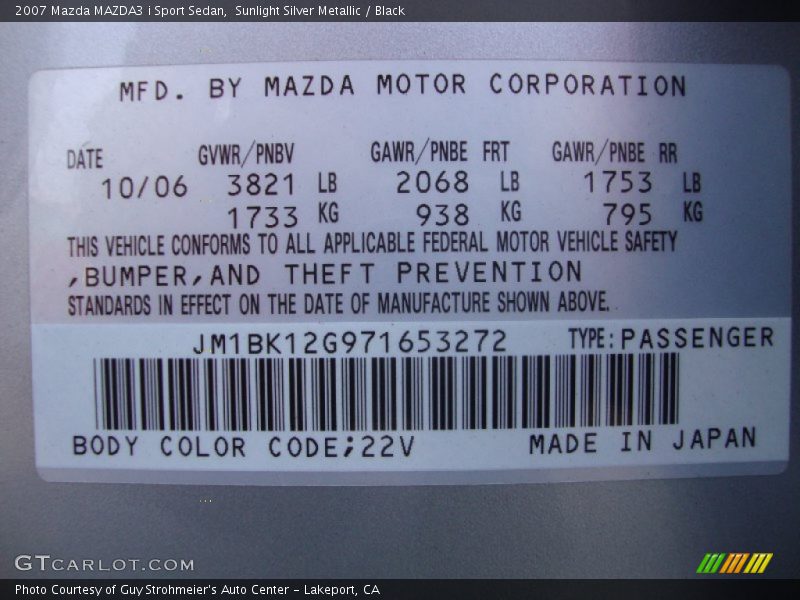 2007 Mazda MAZDA3 i Sport Sedan,  Sunlight Silver Metallic / Black
MFD. BY MAZDA MOTOR CORPORATION
DATE GVWR/PNBV GAWR/PNBE FRT GAWR/PNBE RR
10/06 3821 LB 2068 LB 1753 LB
1733 KG 938 KG 795 KG
THIS VEHICLE CONFORMS TO ALL APPLICABLE FEDERAL MOTOR VEHICLE SAFETY
,BUMPER,AND THEFT PREVENTION
STANDARDS IN EFFECT ON THE DATE OF MANUFACTURE SHOWN ABOVE.
JM1BK12G971653272 TYPE:PASSENGER
BODY COLOR CODE;22V MADE IN JAPAN
GTCARLOT.COM
Photo Courtesy of Guy Strohmeier's Auto Center – Lakeport, CA